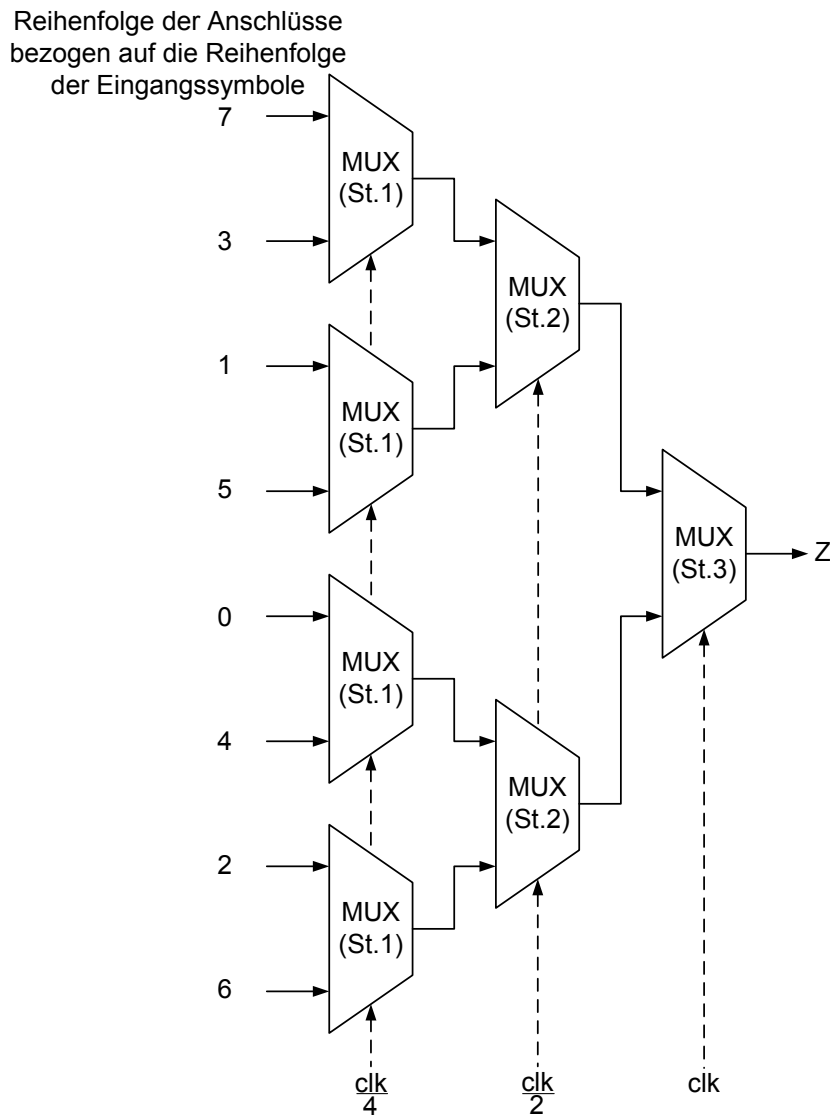 Reihenfolge der Anschlüsse
bezogen auf die Reihenfolge
der Eingangssymbole
7
MUX
(St.1)
3
MUX
(St.2)
1
MUX
(St.1)
5
MUX
(St.3)
Z
0
MUX
(St.1)
4
MUX
(St.2)
2
MUX
(St.1)
6
clk
4
clk
2
clk